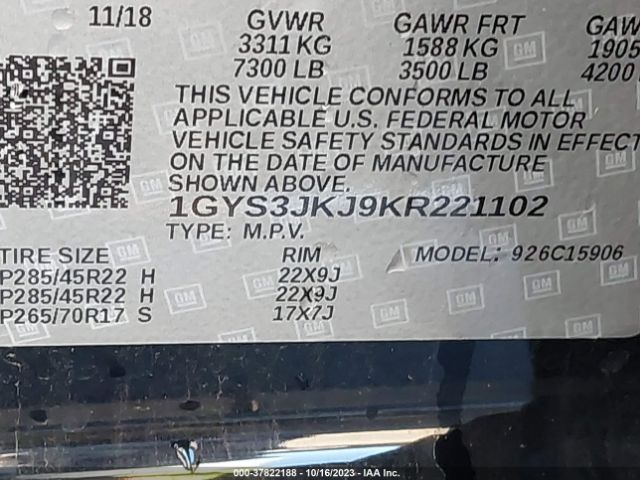 11/18 GVWR GAWR FRT GAW
3311 KG 1588 KG 1905
7300 LB 3500 LB 4200
THIS VEHICLE CONFORMS TO ALL
APPLICABLE U.S. FEDERAL MOTOR
VEHICLE SAFETY STANDARDS IN EFFECT
ON THE DATE OF MANUFACTURE
SHOWN ABOVE.
1GYS3JKJ9KR221102
TYPE: M.P.V.
TIRE SIZE RIM MODEL: 926C15906
P285/45R22 H 22X9J
P285/45R22 H 22X9J
P265/70R17 S 17X7J
000-37822188 - 10/16/2023 - IAA Inc.